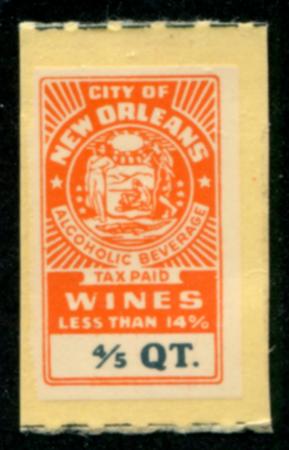 CITY OF
NEW ORLEANS
ALCOHOLIC BEVERAGE
TAX PAID
WINES
LESS THAN 14%
4/5 QT.